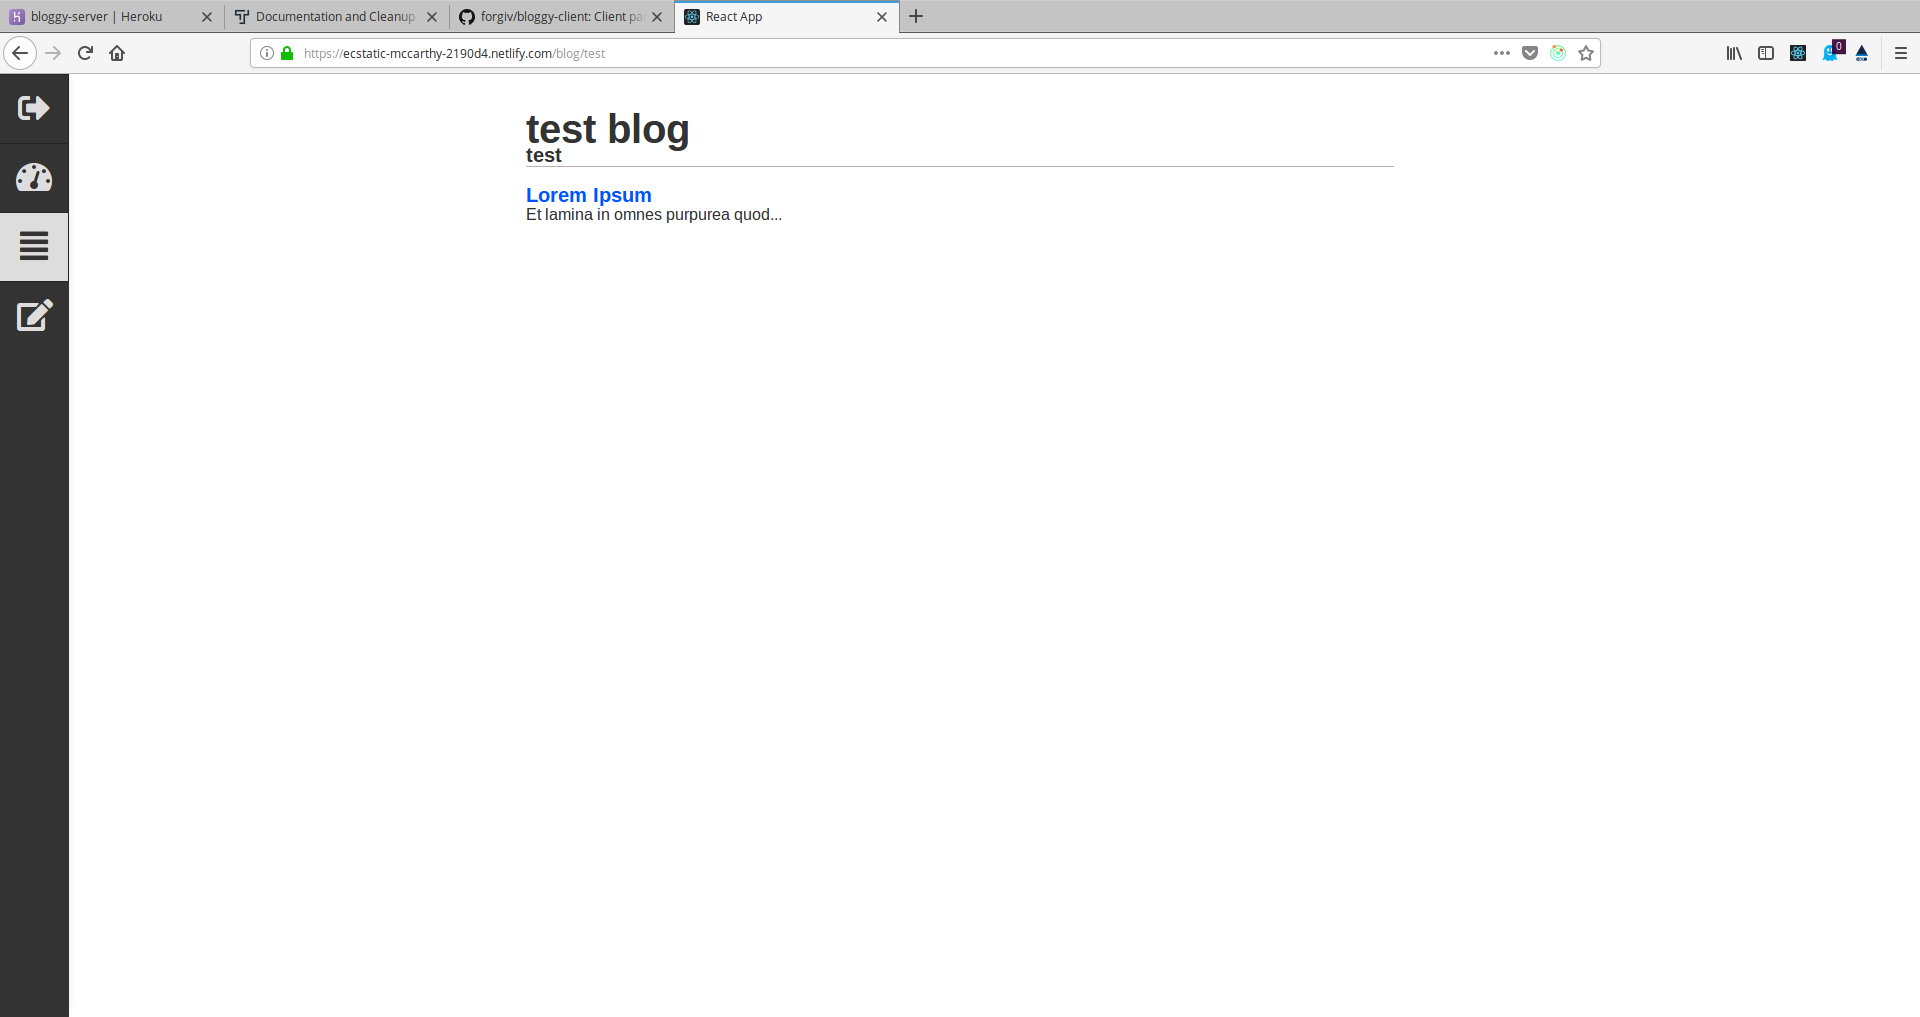 bloggy-server | Heroku
Documentation and Cleanup
forgiv/bloggy-client: Client pa
React App
https://ecstatic-mccarthy-2190d4.netlify.com/blog/test
0
test blog
test
Lorem Ipsum
Et lamina in omnes purpurea quod...